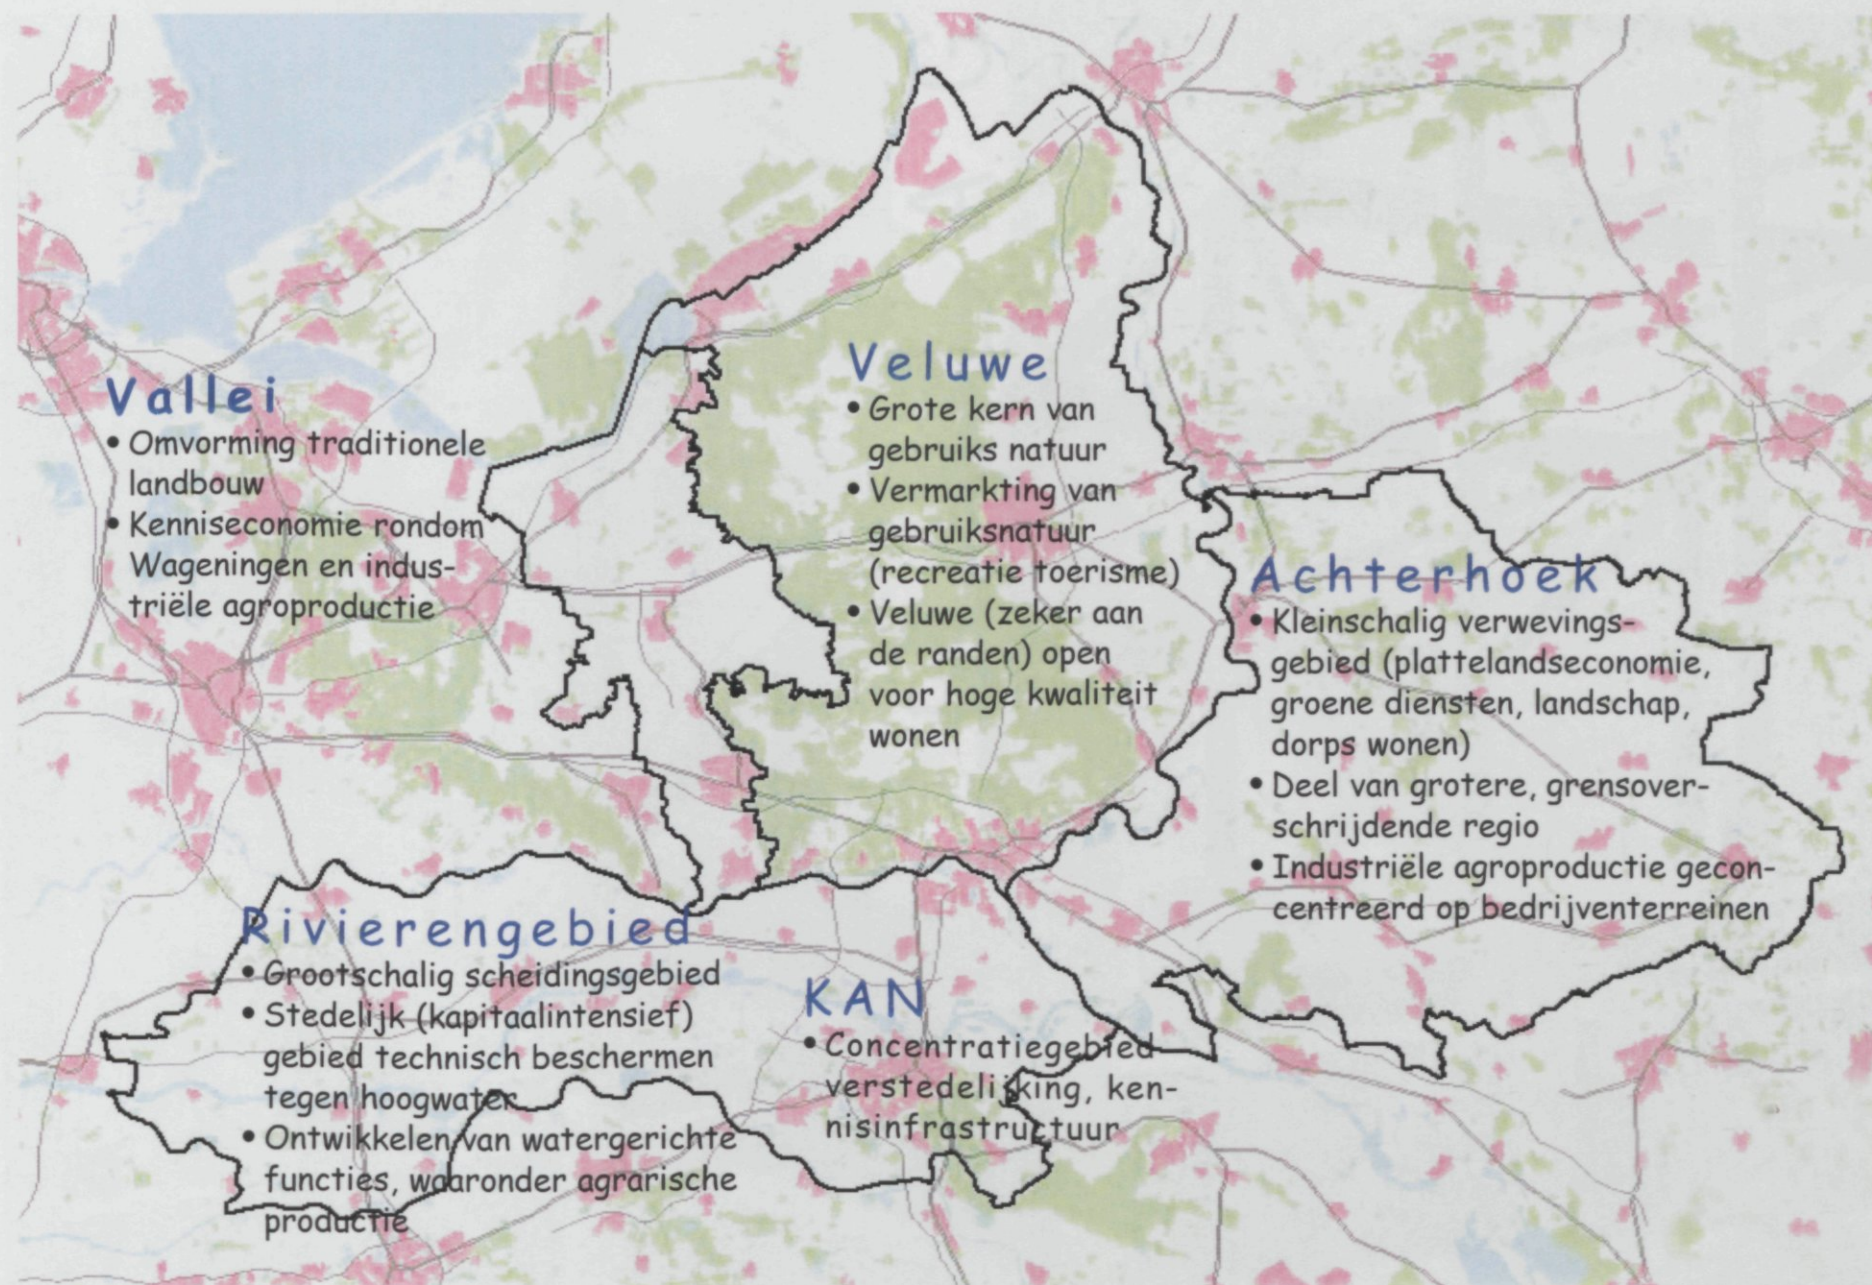 Vallei
• Omvorming traditionele
landbouw
• Kenniseconomie rondom
Wageningen en indus-
triële agroproductie
Veluwe
• Grote kern van
gebruiks natuur
• Vermarkting van
gebruiksnatuur
(recreatie toerisme)
• Veluwe (zeker aan
de randen) open
voor hoge kwaliteit
wonen
Achterhoek
• Kleinschalig verwevings-
gebied (plattelandseconomie,
groene diensten, landschap,
dorps wonen)
• Deel van grotere, grensover-
schrijdende regio
• Industriële agroproductie gecon-
centreerd op bedrijventerreinen
Rivierengebied
• Grootschalig scheidingsgebied
• Stedelijk (kapitaalintensief)
gebied technisch beschermen
tegen hoogwater
• Ontwikkelen van watergerichte
functies, waaronder agrarische
productie
KAN
• Concentratiegebied
verstedelijking, ken-
nisinfrastructuur